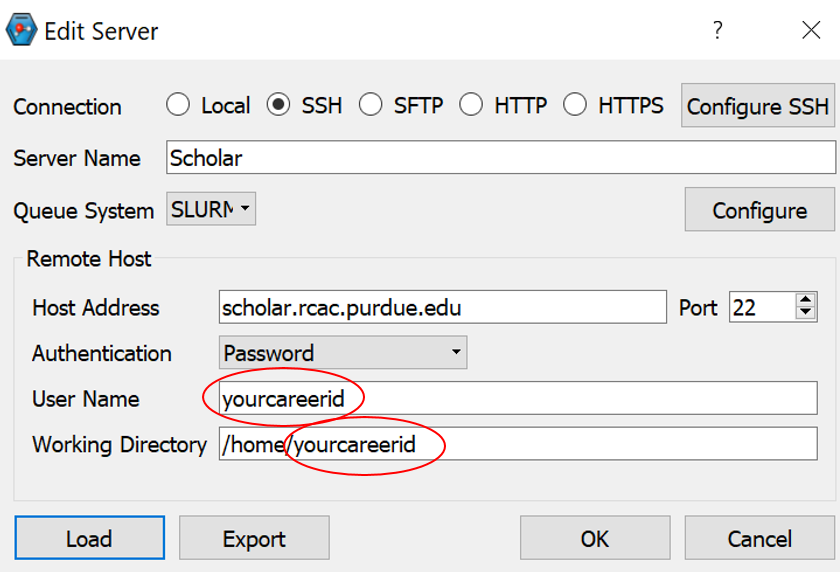 Edit Server ?
Connection Local SSH SFTP HTTP HTTPS Configure SSH
Server Name Scholar
Queue System SLURM Configure
Remote Host
Host Address scholar.rcac.purdue.edu Port 22
Authentication Password
User Name yourcareerid
Working Directory /home/yourcareerid
Load Export OK Cancel